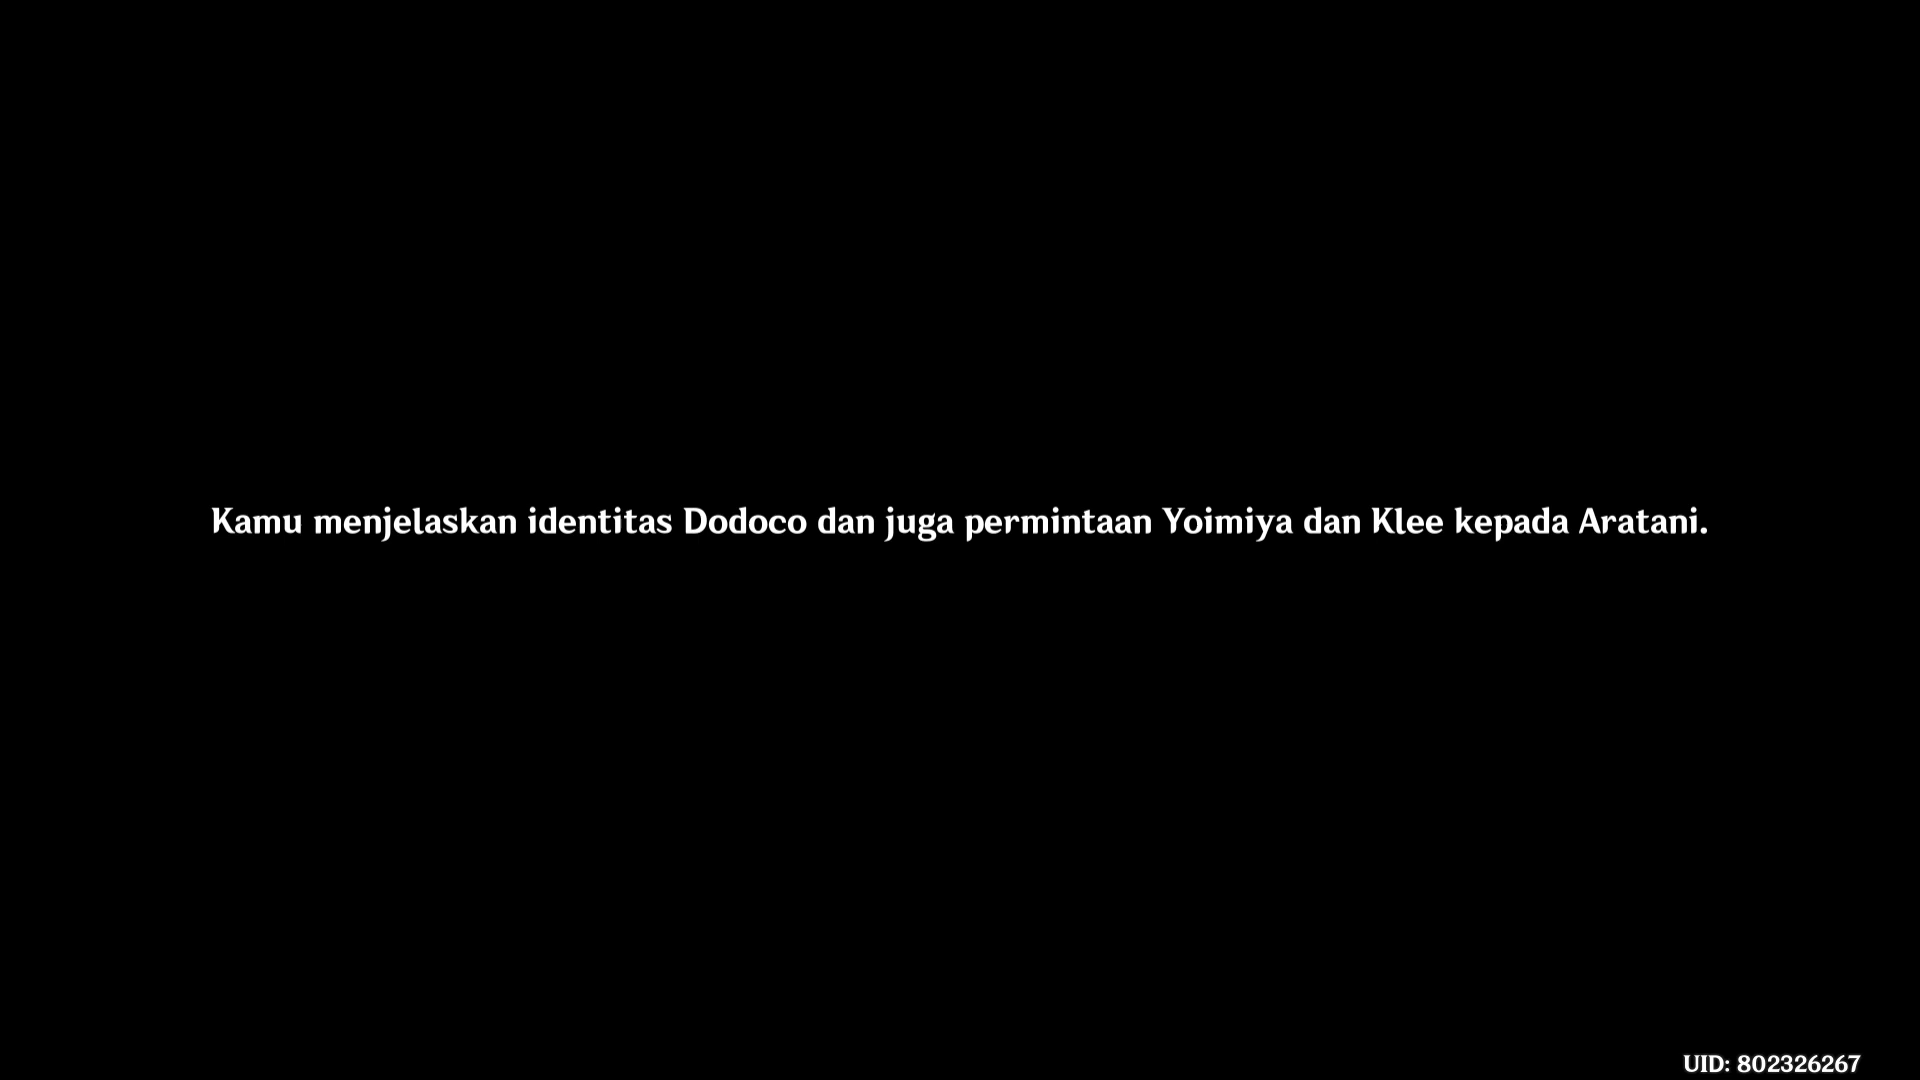 Kamu menjelaskan identitas Dodoco dan juga permintaan Yoimiya dan Klee kepada Aratani.
UID: 802326267